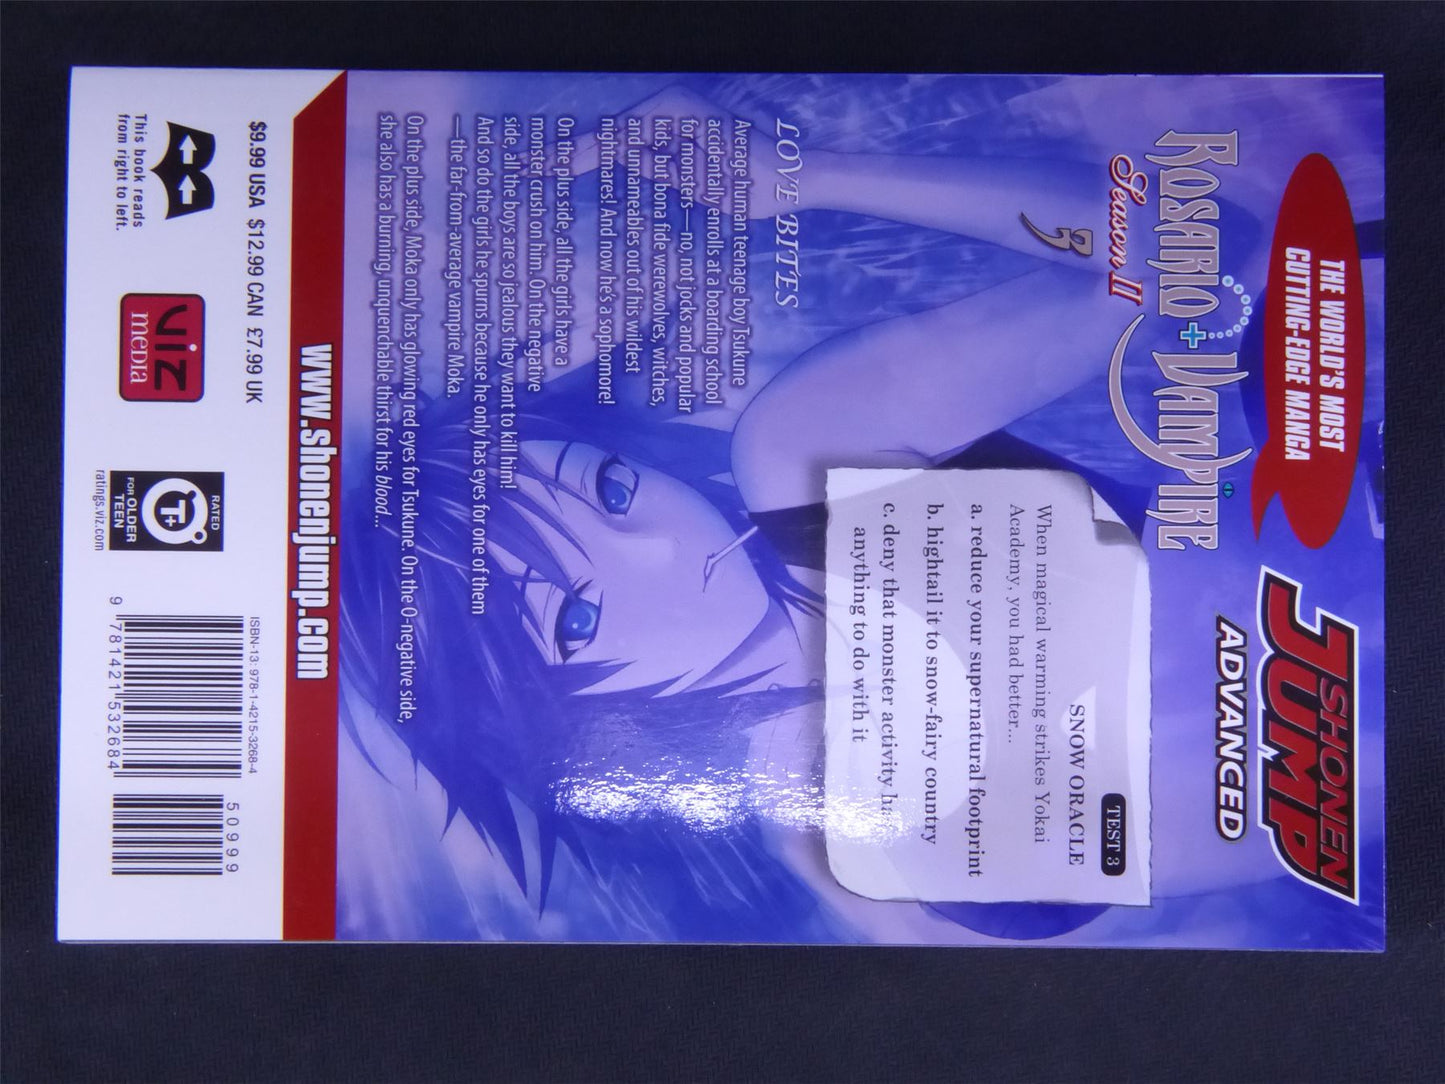 THE WORLD'S MOST
CUTTING-EDGE MANGA
SHONEN
JUMP
ADVANCED
ROSARIO + VAMPIRE
Season II
3
TEST 3
SNOW ORACLE
When magical warming strikes Yokai
Academy, you had better...
a. reduce your supernatural footprint
b. hightail it to snow-fairy country
c. deny that monster activity
anything to do with it
LOVE BITES
Average human teenage boy Tsukune
accidentally enrolls at a boarding school
for monsters—no, not jocks and popular
kids, but bona fide werewolves, witches,
and unnameables out of his wildest
nightmares! And now he's a sophomore!
On the plus side, all the girls have a
monster crush on him. On the negative
side, all the boys are so jealous they want to kill him!
And so do the girls he spurns because he only has eyes for one of them
—the far-from-average vampire Moka.
On the plus side, Moka only has glowing red eyes for Tsukune. On the O-negative side,
she also has a burning, unquenchable thirst for his blood...
www.shonenjump.com
$9.99 USA $12.99 CAN £7.99 UK
This book reads
from right to left.
viz
media
RATED
T+
FOR OLDER
TEEN
ratings.viz.com
ISBN-13: 978-1-4215-3268-4
9 781421 532684
50999